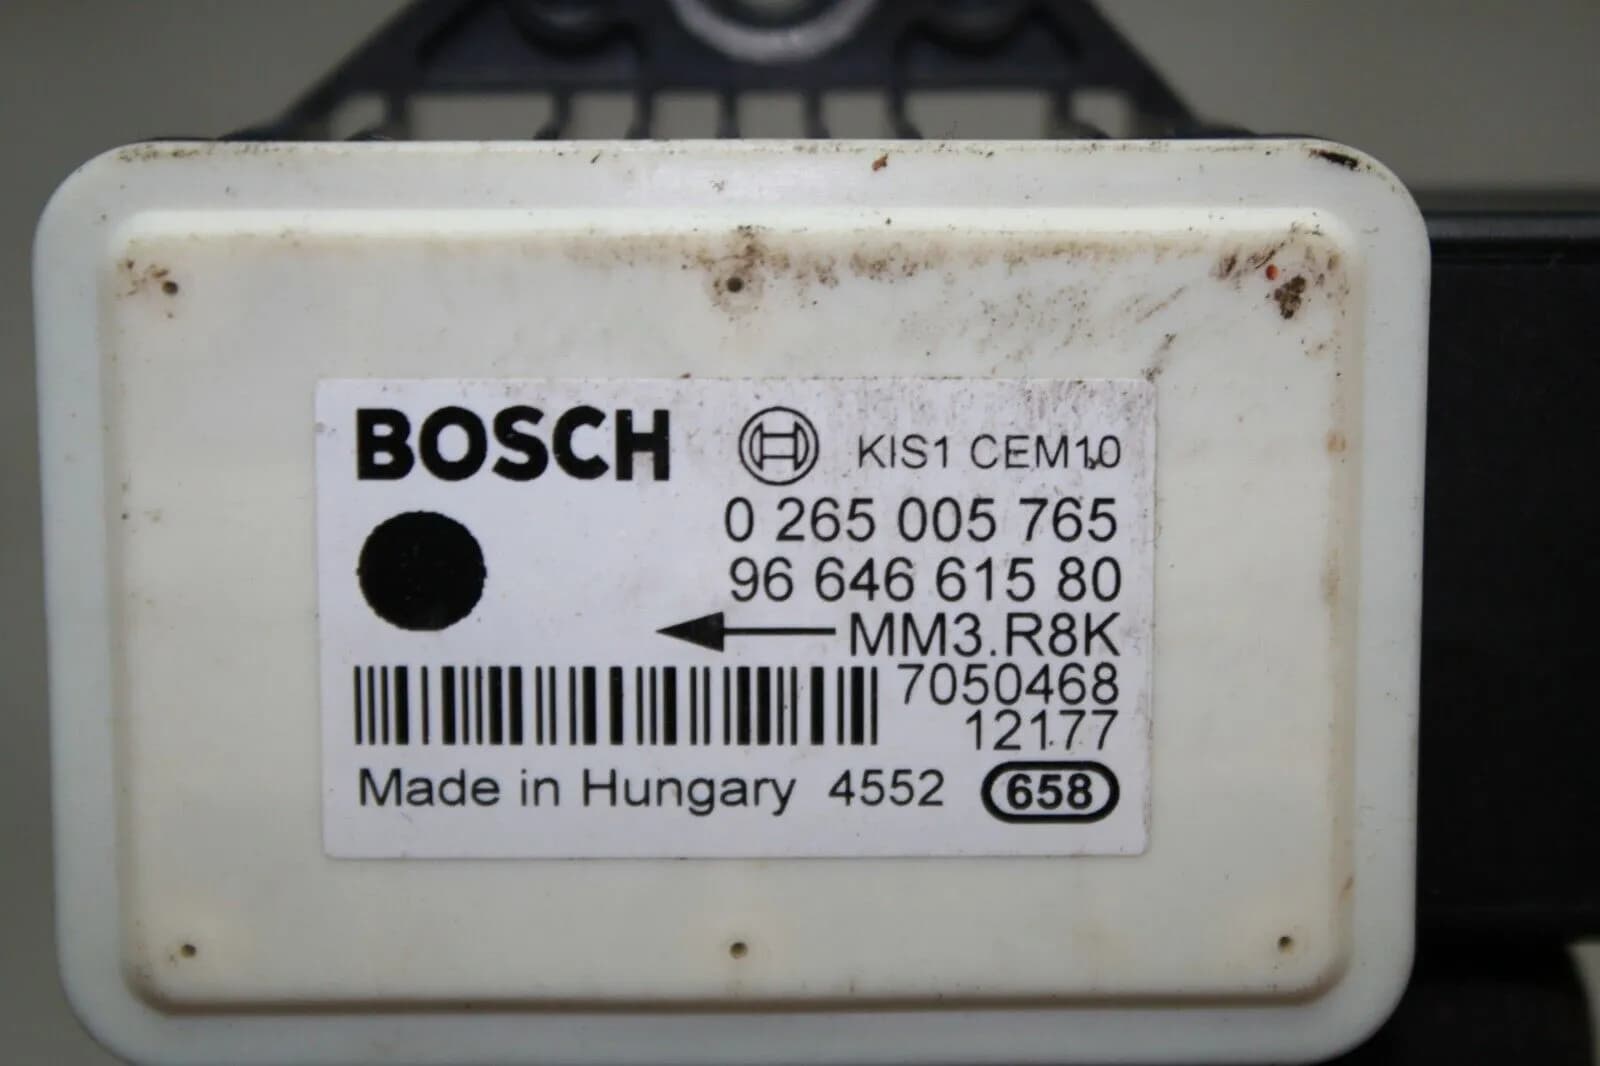 BOSCH KIS1 CEM1.0
0 265 005 765
96 646 615 80
MM3.R8K
7050468
12177
Made in Hungary 4552 658